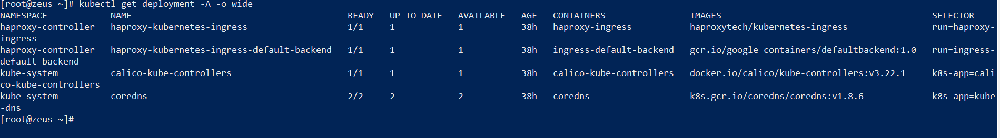 [root@zeus ~]# kubectl get deployment -A -o wide
NAMESPACE            NAME                                         READY   UP-TO-DATE   AVAILABLE   AGE   CONTAINERS                IMAGES                                        SELECTOR
haproxy-controller   haproxy-kubernetes-ingress                   1/1     1            1           38h   haproxy-ingress           haproxytech/kubernetes-ingress                run=haproxy-
ingress
haproxy-controller   haproxy-kubernetes-ingress-default-backend   1/1     1            1           38h   ingress-default-backend   gcr.io/google_containers/defaultbackend:1.0   run=ingress-
default-backend
kube-system          calico-kube-controllers                      1/1     1            1           38h   calico-kube-controllers   docker.io/calico/kube-controllers:v3.22.1     k8s-app=cali
co-kube-controllers
kube-system          coredns                                      2/2     2            2           38h   coredns                   k8s.gcr.io/coredns/coredns:v1.8.6             k8s-app=kube
-dns
[root@zeus ~]#